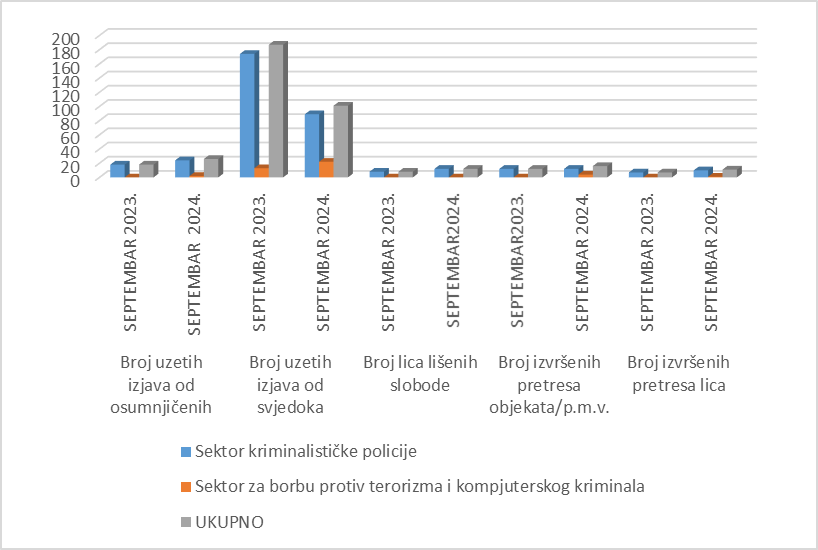 200
180
160
140
120
100
80
60
40
20
0
SEPTEMBAR 2023.
SEPTEMBAR  2024.
SEPTEMBAR 2023.
SEPTEMBAR 2024.
SEPTEMBAR 2023.
SEPTEMBAR2024.
SEPTEMBAR2023.
SEPTEMBAR 2024.
SEPTEMBAR 2023.
SEPTEMBAR 2024.
Broj uzetih
izjava od
osumnjičenih
Broj uzetih
izjava od
svjedoka
Broj lica lišenih
slobode
Broj izvršenih
pretresa
objekata/p.m.v.
Broj izvršenih
pretresa lica
Sektor kriminalističke policije
Sektor za borbu protiv terorizma i kompjuterskog kriminala
UKUPNO